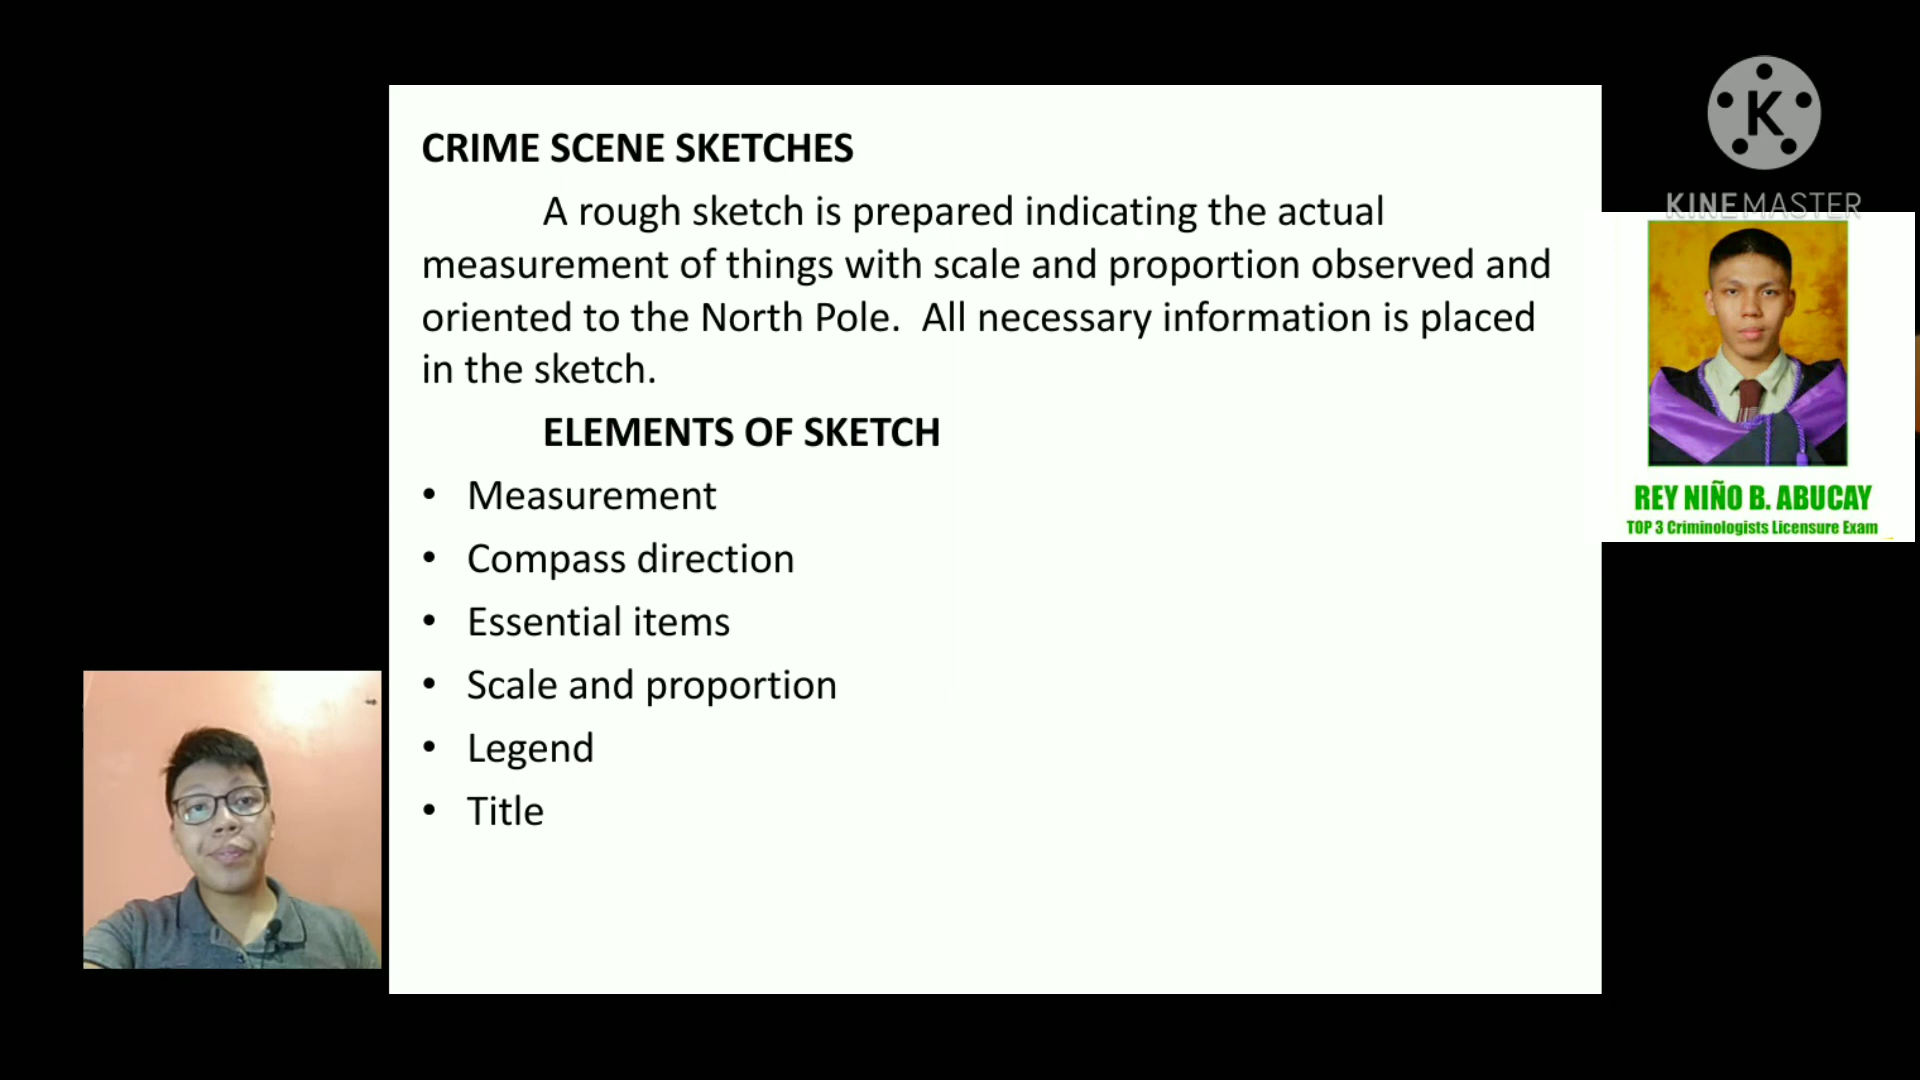 CRIME SCENE SKETCHES
A rough sketch is prepared indicating the actual
measurement of things with scale and proportion observed and
oriented to the North Pole.  All necessary information is placed
in the sketch.
ELEMENTS OF SKETCH
• Measurement
• Compass direction
• Essential items
• Scale and proportion
• Legend
• Title
K
KINEMASTER
REY NIÑO B. ABUCAY
TOP 3 Criminologists Licensure Exam